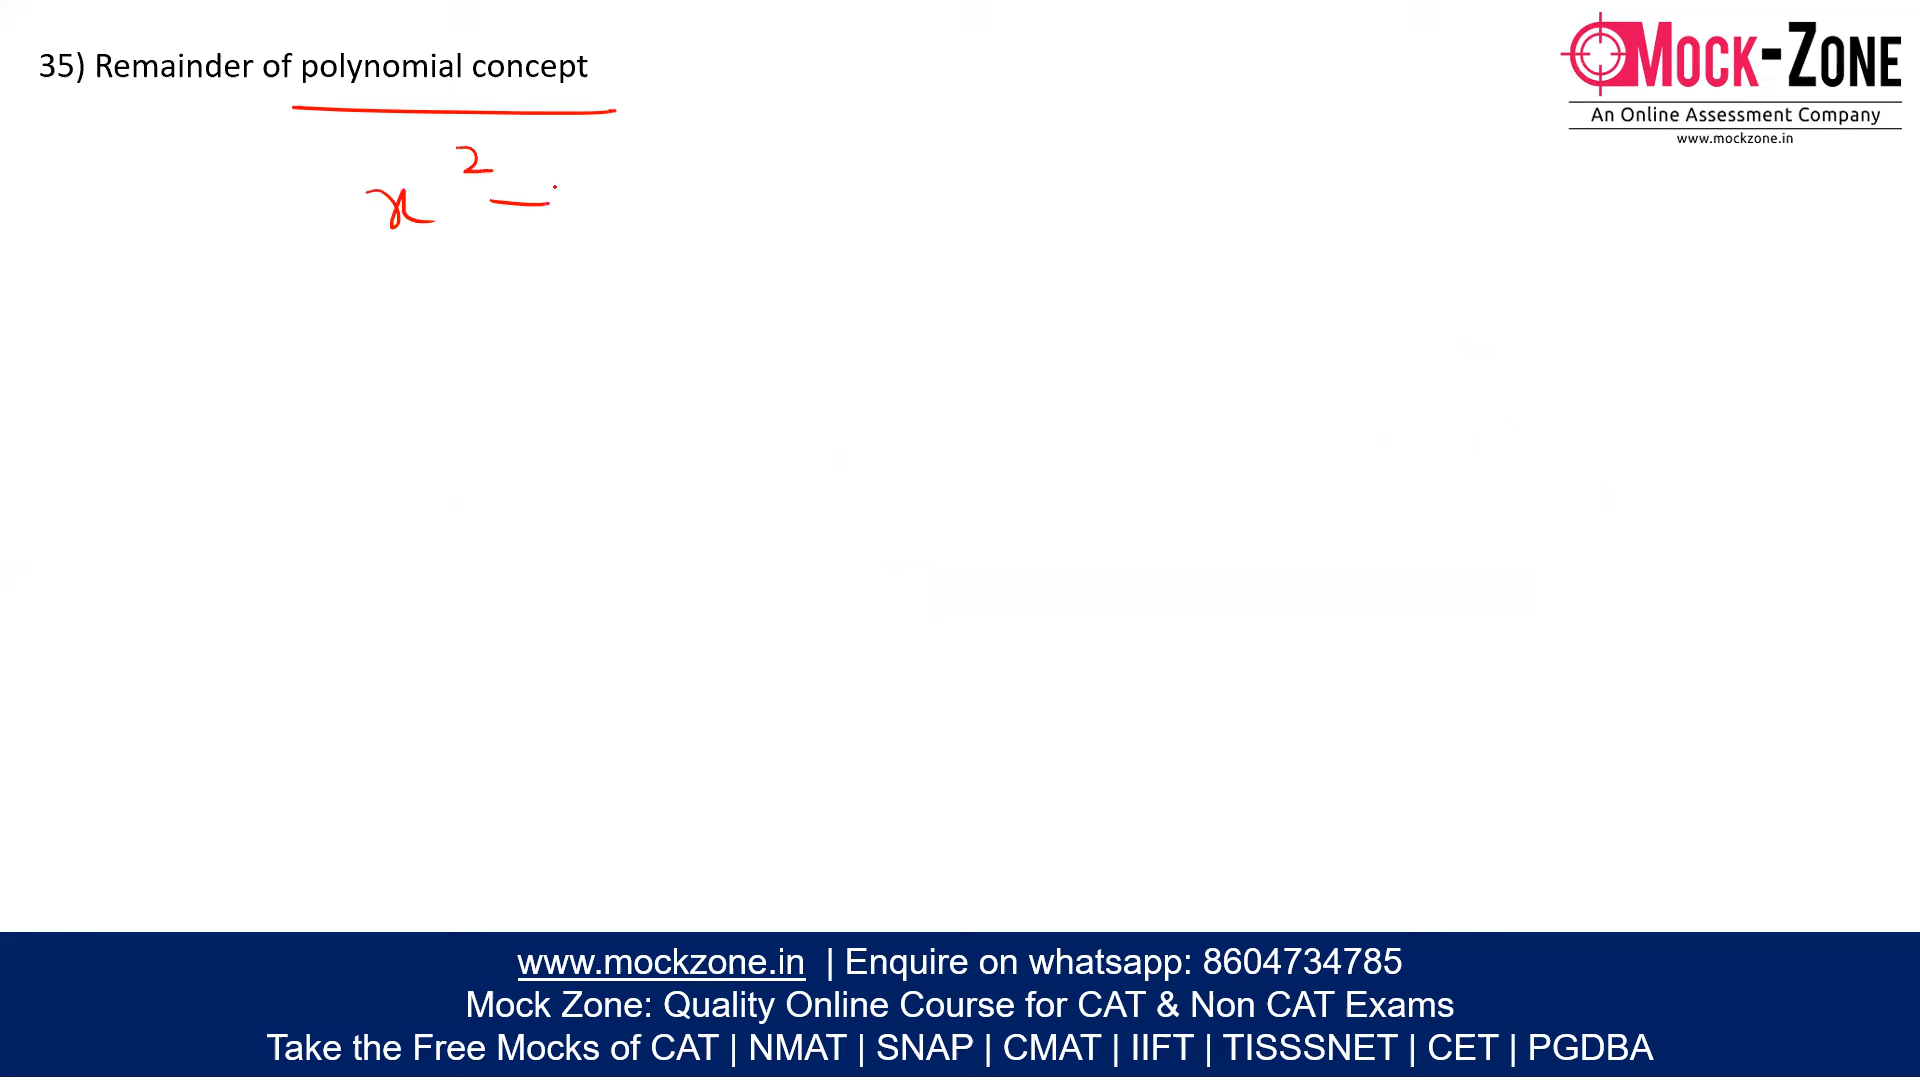 35) Remainder of polynomial concept
MOCK-ZONE
An Online Assessment Company
www.mockzone.in
x² –
www.mockzone.in | Enquire on whatsapp: 8604734785
Mock Zone: Quality Online Course for CAT & Non CAT Exams
Take the Free Mocks of CAT | NMAT | SNAP | CMAT | IIFT | TISSSNET | CET | PGDBA